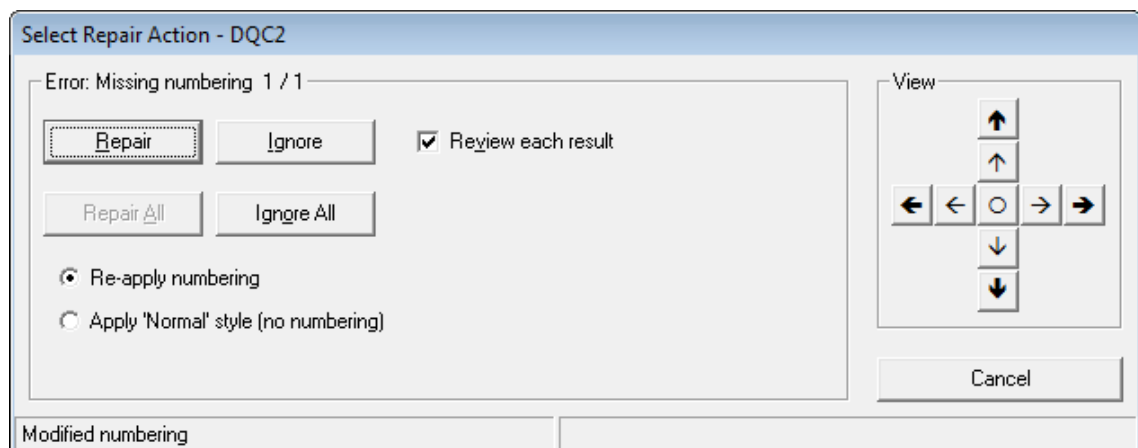 Select Repair Action - DQC2
Error: Missing numbering 1 / 1
View
Repair
Ignore
Review each result
Repair All
Ignore All
Re-apply numbering
Apply 'Normal' style (no numbering)
Cancel
Modified numbering